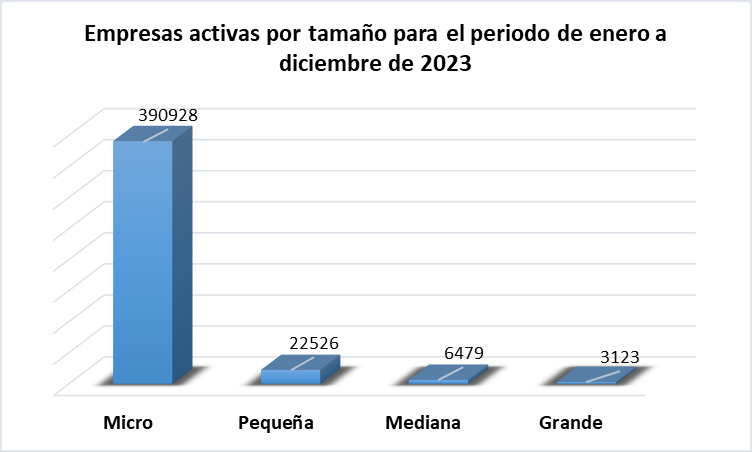 Empresas activas por tamaño para el periodo de enero a
diciembre de 2023
390928
22526
6479
3123
Micro
Pequeña
Mediana
Grande